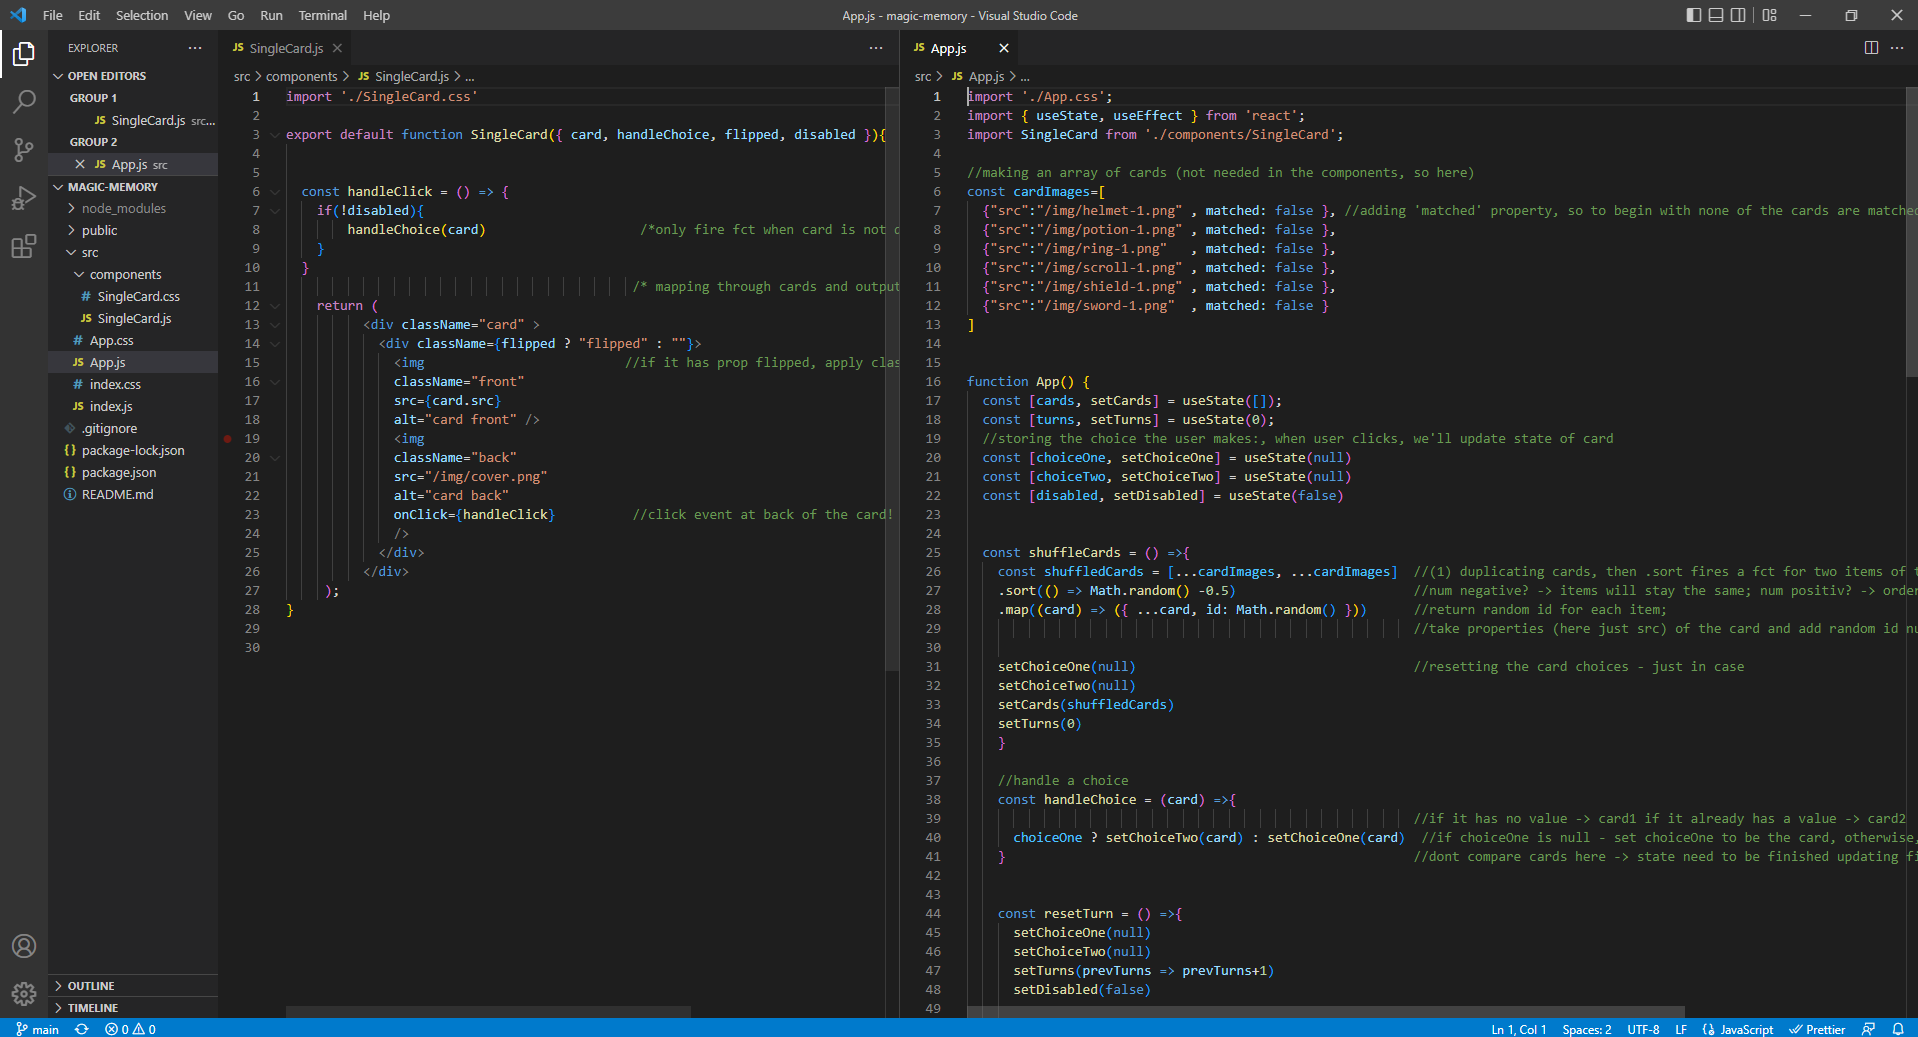 File Edit Selection View Go Run Terminal Help
App.js - magic-memory - Visual Studio Code
EXPLORER
OPEN EDITORS
GROUP 1
JS SingleCard.js src...
GROUP 2
JS App.js src
MAGIC-MEMORY
node_modules
public
src
components
# SingleCard.css
JS SingleCard.js
# App.css
JS App.js
# index.css
JS index.js
.gitignore
{} package-lock.json
{} package.json
README.md
OUTLINE
TIMELINE
JS SingleCard.js
src > components > JS SingleCard.js > ...
1 import './SingleCard.css'
2
3 export default function SingleCard({ card, handleChoice, flipped, disabled }){
4
5
6 const handleClick = () => {
7 if(!disabled){
8 handleChoice(card) /*only fire fct when card is not
9 }
10 }
11 /* mapping through cards and output
12 return (
13 <div className="card" >
14 <div className={flipped ? "flipped" : ""}>
15 <img //if it has prop flipped, apply clas
16 className="front"
17 src={card.src}
18 alt="card front" />
19 <img
20 className="back"
21 src="/img/cover.png"
22 alt="card back"
23 onClick={handleClick} //click event at back of the card!
24 />
25 </div>
26 </div>
27 );
28 }
29
30
JS App.js
src > JS App.js > ...
1 import './App.css';
2 import { useState, useEffect } from 'react';
3 import SingleCard from './components/SingleCard';
4
5 //making an array of cards (not needed in the components, so here)
6 const cardImages=[
7 {"src":"/img/helmet-1.png" , matched: false }, //adding 'matched' property, so to begin with none of the cards are matched
8 {"src":"/img/potion-1.png" , matched: false },
9 {"src":"/img/ring-1.png" , matched: false },
10 {"src":"/img/scroll-1.png" , matched: false },
11 {"src":"/img/shield-1.png" , matched: false },
12 {"src":"/img/sword-1.png" , matched: false }
13 ]
14
15
16 function App() {
17 const [cards, setCards] = useState([]);
18 const [turns, setTurns] = useState(0);
19 //storing the choice the user makes:, when user clicks, we'll update state of card
20 const [choiceOne, setChoiceOne] = useState(null)
21 const [choiceTwo, setChoiceTwo] = useState(null)
22 const [disabled, setDisabled] = useState(false)
23
24
25 const shuffleCards = () =>{
26 const shuffledCards = [...cardImages, ...cardImages] //(1) duplicating cards, then .sort fires a fct for two items of
27 .sort(() => Math.random() -0.5) //num negative? -> items will stay the same; num positiv? -> order
28 .map((card) => ({ ...card, id: Math.random() })) //return random id for each item;
29 //take properties (here just src) of the card and add random id nu
30
31 setChoiceOne(null) //resetting the card choices - just in case
32 setChoiceTwo(null)
33 setCards(shuffledCards)
34 setTurns(0)
35 }
36
37 //handle a choice
38 const handleChoice = (card) =>{
39 //if it has no value -> card1 if it already has a value -> card2
40 choiceOne ? setChoiceTwo(card) : setChoiceOne(card) //if choiceOne is null - set choiceOne to be the card, otherwise,
41 } //dont compare cards here -> state need to be finished updating fi
42
43
44 const resetTurn = () =>{
45 setChoiceOne(null)
46 setChoiceTwo(null)
47 setTurns(prevTurns => prevTurns+1)
48 setDisabled(false)
49
main 0 0 Ln 1, Col 1 Spaces: 2 UTF-8 LF JavaScript Prettier